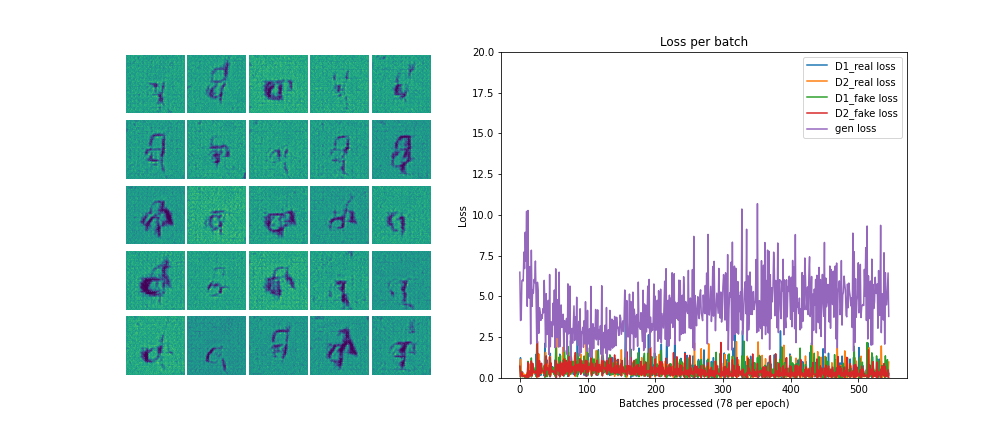 Loss per batch
20.0
17.5
15.0
12.5
10.0
7.5
5.0
2.5
0.0
Loss
D1_real loss
D2_real loss
D1_fake loss
D2_fake loss
gen loss
0
100
200
300
400
500
Batches processed (78 per epoch)